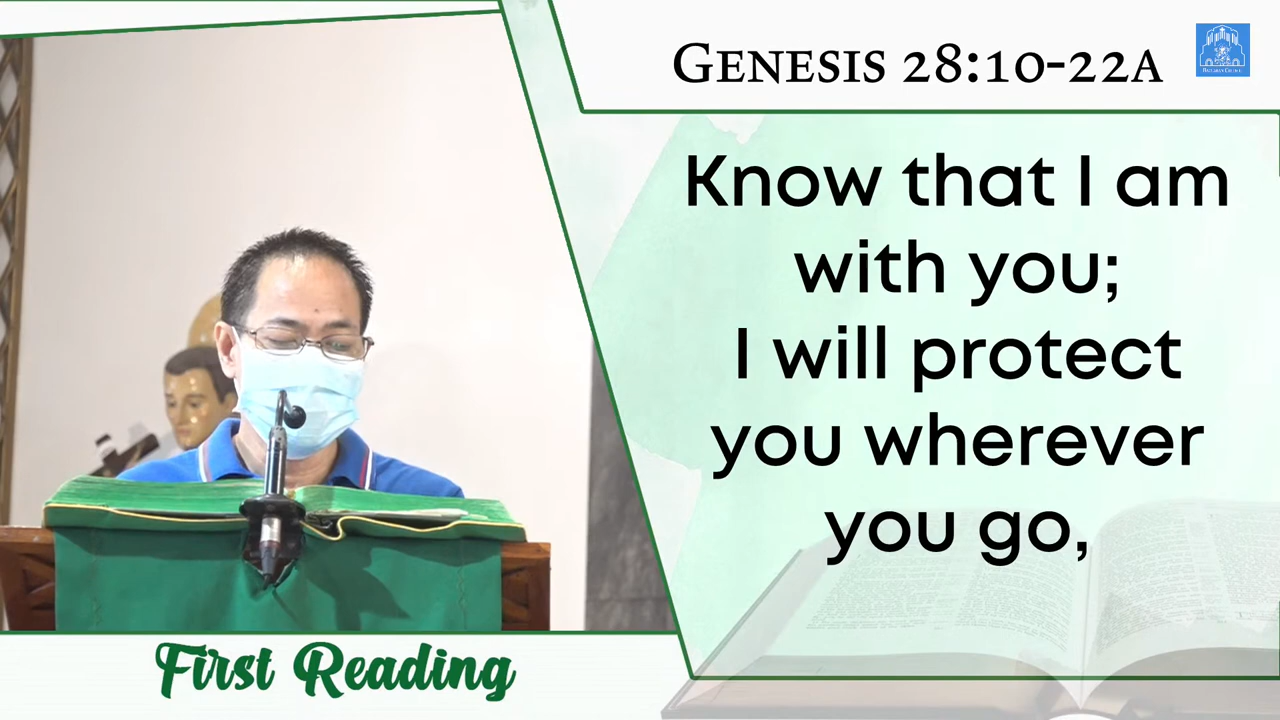 GENESIS 28:10-22A
Know that I am
with you;
I will protect
you wherever
you go,
First Reading